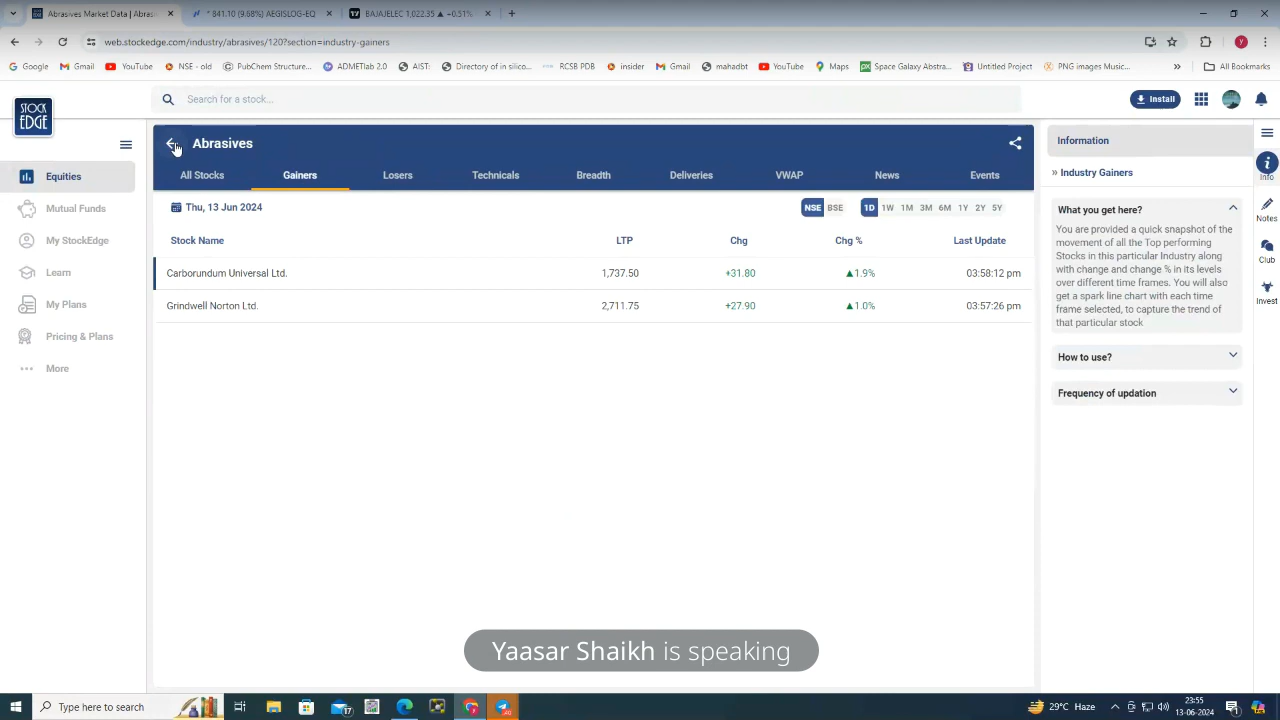 Abrasives Market Data | Abras
* 841.10 (9.68%) AEGISLOG-EQ
BAJAJELEC 1,022.35 ▲ +0.51%
web.stockedge.com/industry/abrasives/120?section=industry-gainers
Google
Gmail
YouTube
NSE - old
PubChem Structure...
ADMETlab 2.0
AIST:
Directory of in silico...
RCSB PDB
insider
Gmail
mahadbt
YouTube
Maps
Space Galaxy Abstra...
Untitled Project
PNG images Music...
»
All Bookmarks
STOCK
EDGE
Search for a stock...
Install
Equities
Mutual Funds
My StockEdge
Learn
My Plans
Pricing & Plans
More
Abrasives
All Stocks Gainers Losers Technicals Breadth Deliveries VWAP News Events
Thu, 13 Jun 2024
NSE BSE 1D 1W 1M 3M 6M 1Y 2Y 5Y
Stock Name LTP Chg Chg % Last Update
Carborundum Universal Ltd. 1,737.50 +31.80 ▲1.9% 03:58:12 pm
Grindwell Norton Ltd. 2,711.75 +27.90 ▲1.0% 03:57:26 pm
Information
» Industry Gainers
What you get here?
You are provided a quick snapshot of the
movement of all the Top performing
Stocks in this particular Industry along
with change and change % in its levels
over different time frames. You will also
get a spark line chart with each time
frame selected, to capture the trend of
that particular stock
How to use?
Frequency of updation
Info
Notes
Club
Invest
Yaasar Shaikh is speaking
Type here to search
29°C Haze
23:55
13-06-2024